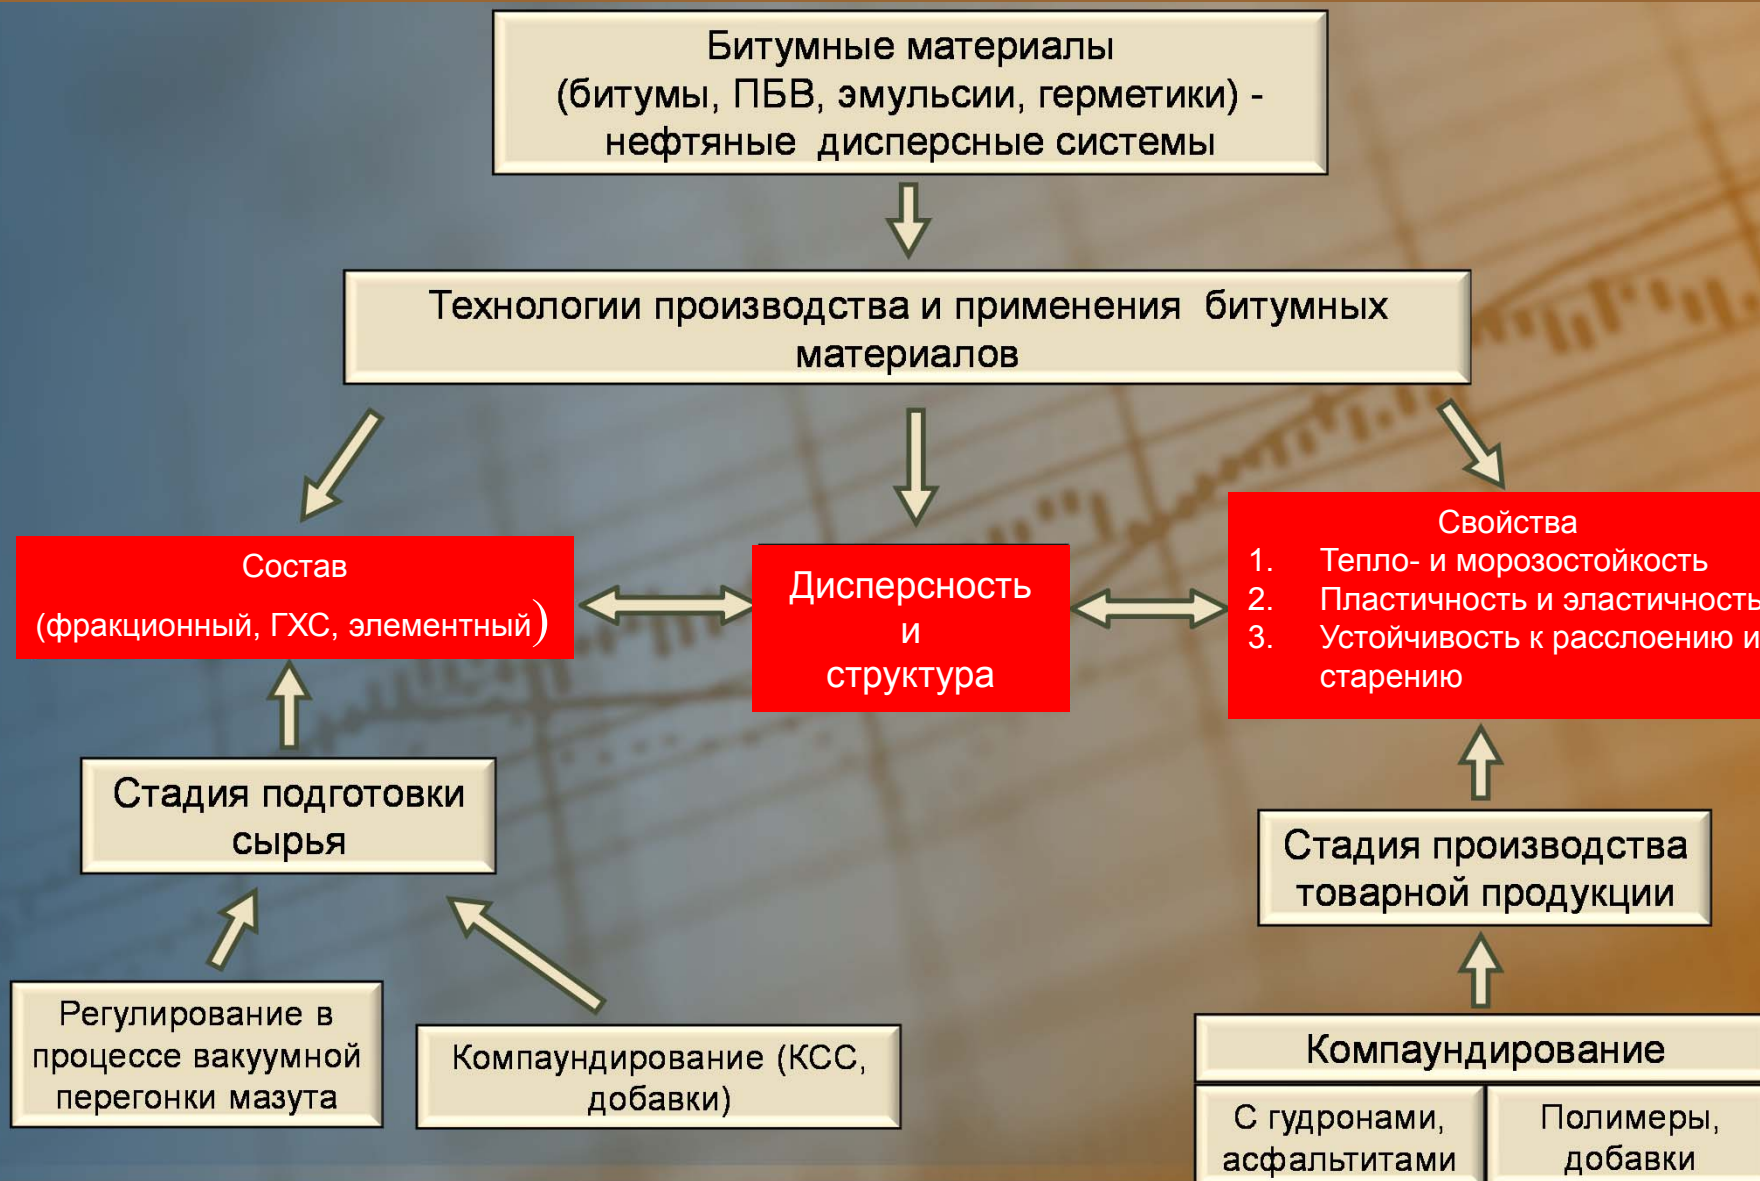 Битумные материалы
(битумы, ПБВ, эмульсии, герметики) -
нефтяные дисперсные системы
Технологии производства и применения битумных
материалов
Состав
(фракционный, ГХС, элементный)
Дисперсность
и
структура
Свойства
1. Тепло- и морозостойкость
2. Пластичность и эластичность
3. Устойчивость к расслоению и
старению
Стадия подготовки
сырья
Стадия производства
товарной продукции
Регулирование в
процессе вакуумной
перегонки мазута
Компаундирование (КСС,
добавки)
Компаундирование
С гудронами,
асфальтитами
Полимеры,
добавки